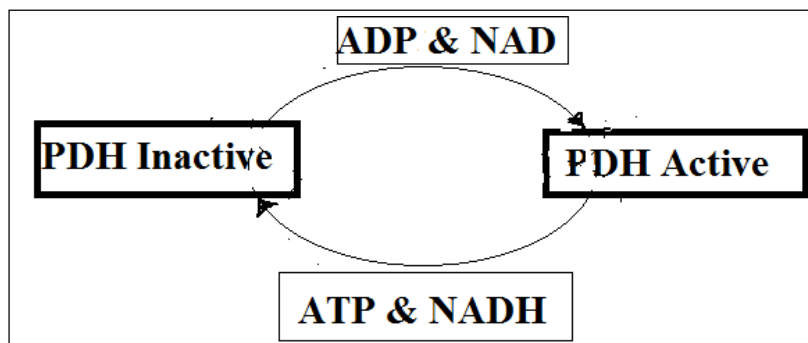 ADP & NAD
PDH Inactive
PDH Active
ATP & NADH